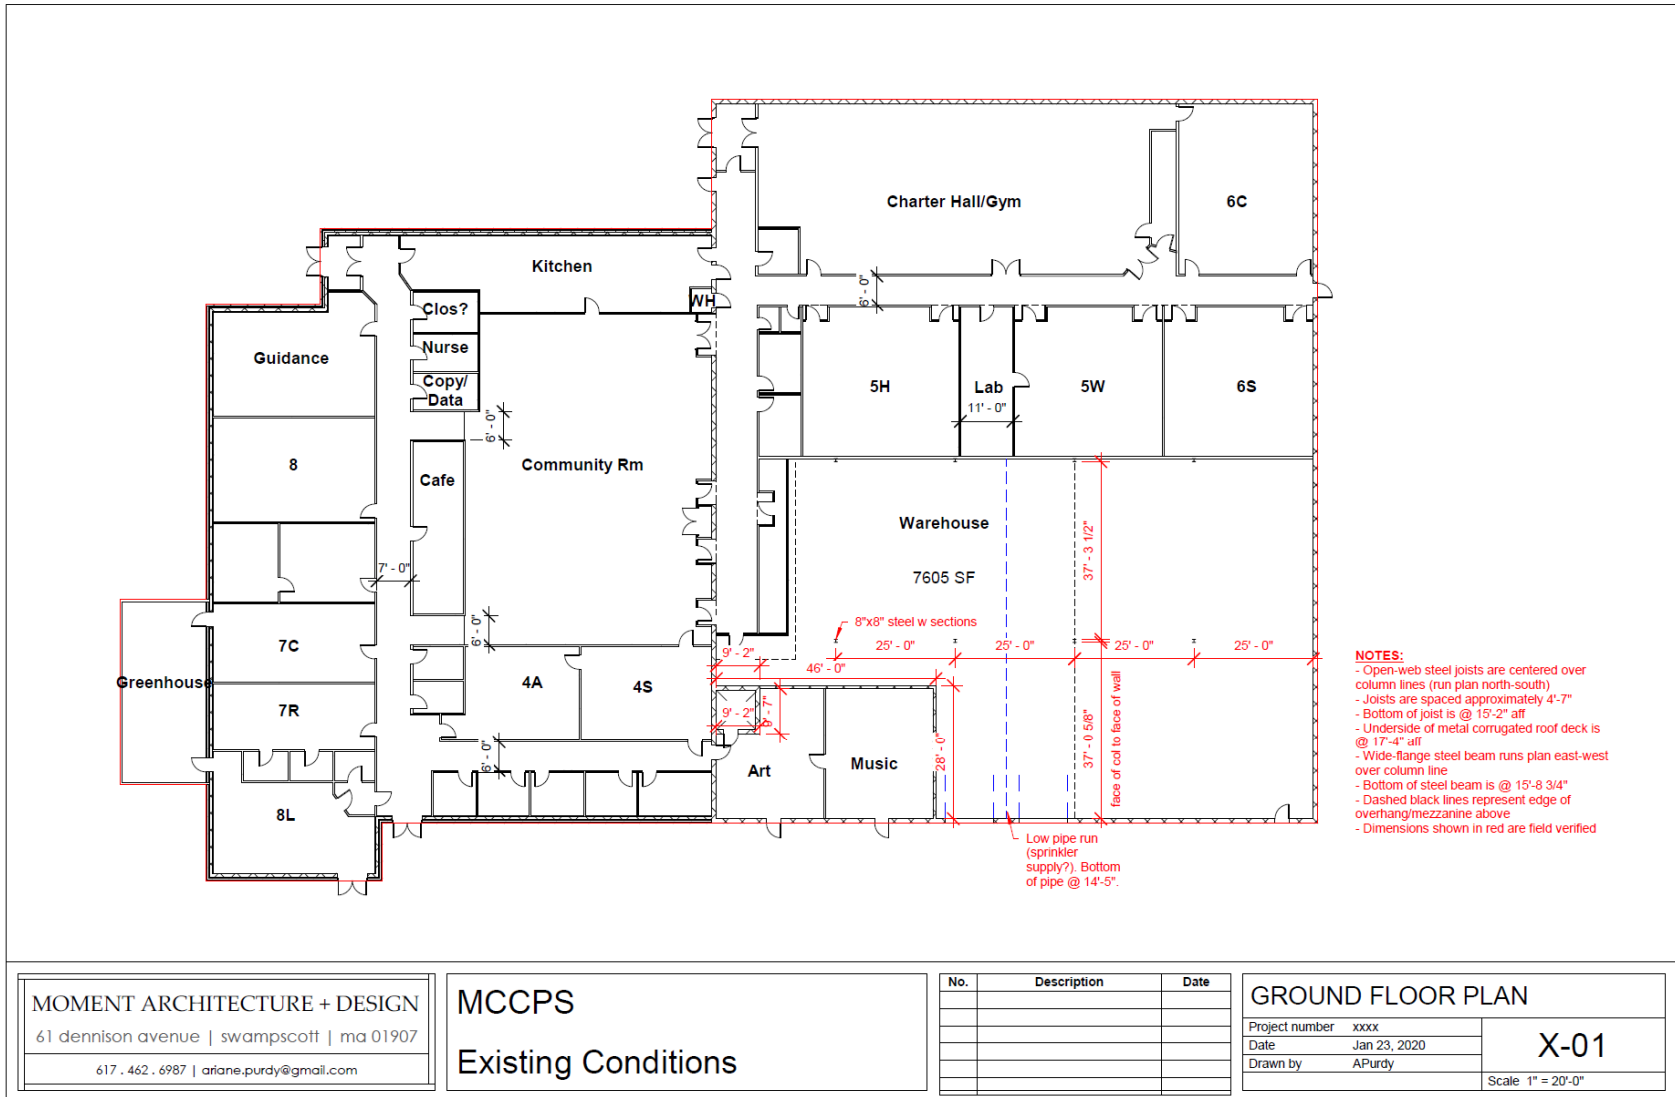 Charter Hall/Gym
6C
Kitchen
WH
6' - 0"
Clos?
Nurse
Copy/
Data
Guidance
6' - 0"
5H
Lab
11' - 0"
5W
6S
8
Cafe
Community Rm
Warehouse
7605 SF
37' - 3 1/2"
7' - 0"
8"x8" steel w sections
25' - 0"
25' - 0"
25' - 0"
25' - 0"
6' - 0"
9' - 2"
46' - 0"
7C
Greenhouse
7R
4A
4S
9' - 2"
28' - 0"
37' - 0 5/8"
face of col to face of wall
6' - 0"
Art
Music
8L
Low pipe run
(sprinkler
supply?). Bottom
of pipe @ 14'-5".
NOTES:
- Open-web steel joists are centered over
column lines (run plan north-south)
- Joists are spaced approximately 4'-7"
- Bottom of joist is @ 15'-2" aff
- Underside of metal corrugated roof deck is
@ 17'-4" aff
- Wide-flange steel beam runs plan east-west
over column line
- Bottom of steel beam is @ 15'-8 3/4"
- Dashed black lines represent edge of
overhang/mezzanine above
- Dimensions shown in red are field verified
MOMENT ARCHITECTURE + DESIGN
61 dennison avenue | swampscott | ma 01907
617 . 462 . 6987 | ariane.purdy@gmail.com
MCCPS
Existing Conditions
No. Description Date
GROUND FLOOR PLAN
Project number xxxx
Date Jan 23, 2020
Drawn by APurdy
X-01
Scale 1" = 20'-0"